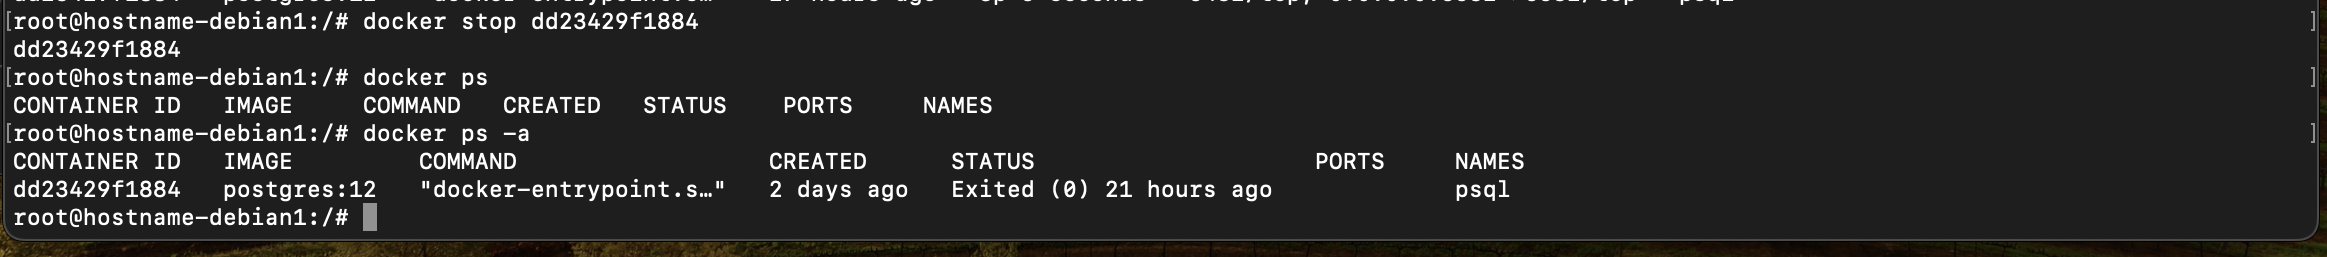 [root@hostname-debian1:/# docker stop dd23429f1884 ]
dd23429f1884
[root@hostname-debian1:/# docker ps ]
CONTAINER ID   IMAGE     COMMAND   CREATED   STATUS    PORTS     NAMES
[root@hostname-debian1:/# docker ps -a ]
CONTAINER ID   IMAGE         COMMAND                  CREATED      STATUS                    PORTS     NAMES
dd23429f1884   postgres:12   "docker-entrypoint.s…"   2 days ago   Exited (0) 21 hours ago             psql
root@hostname-debian1:/#